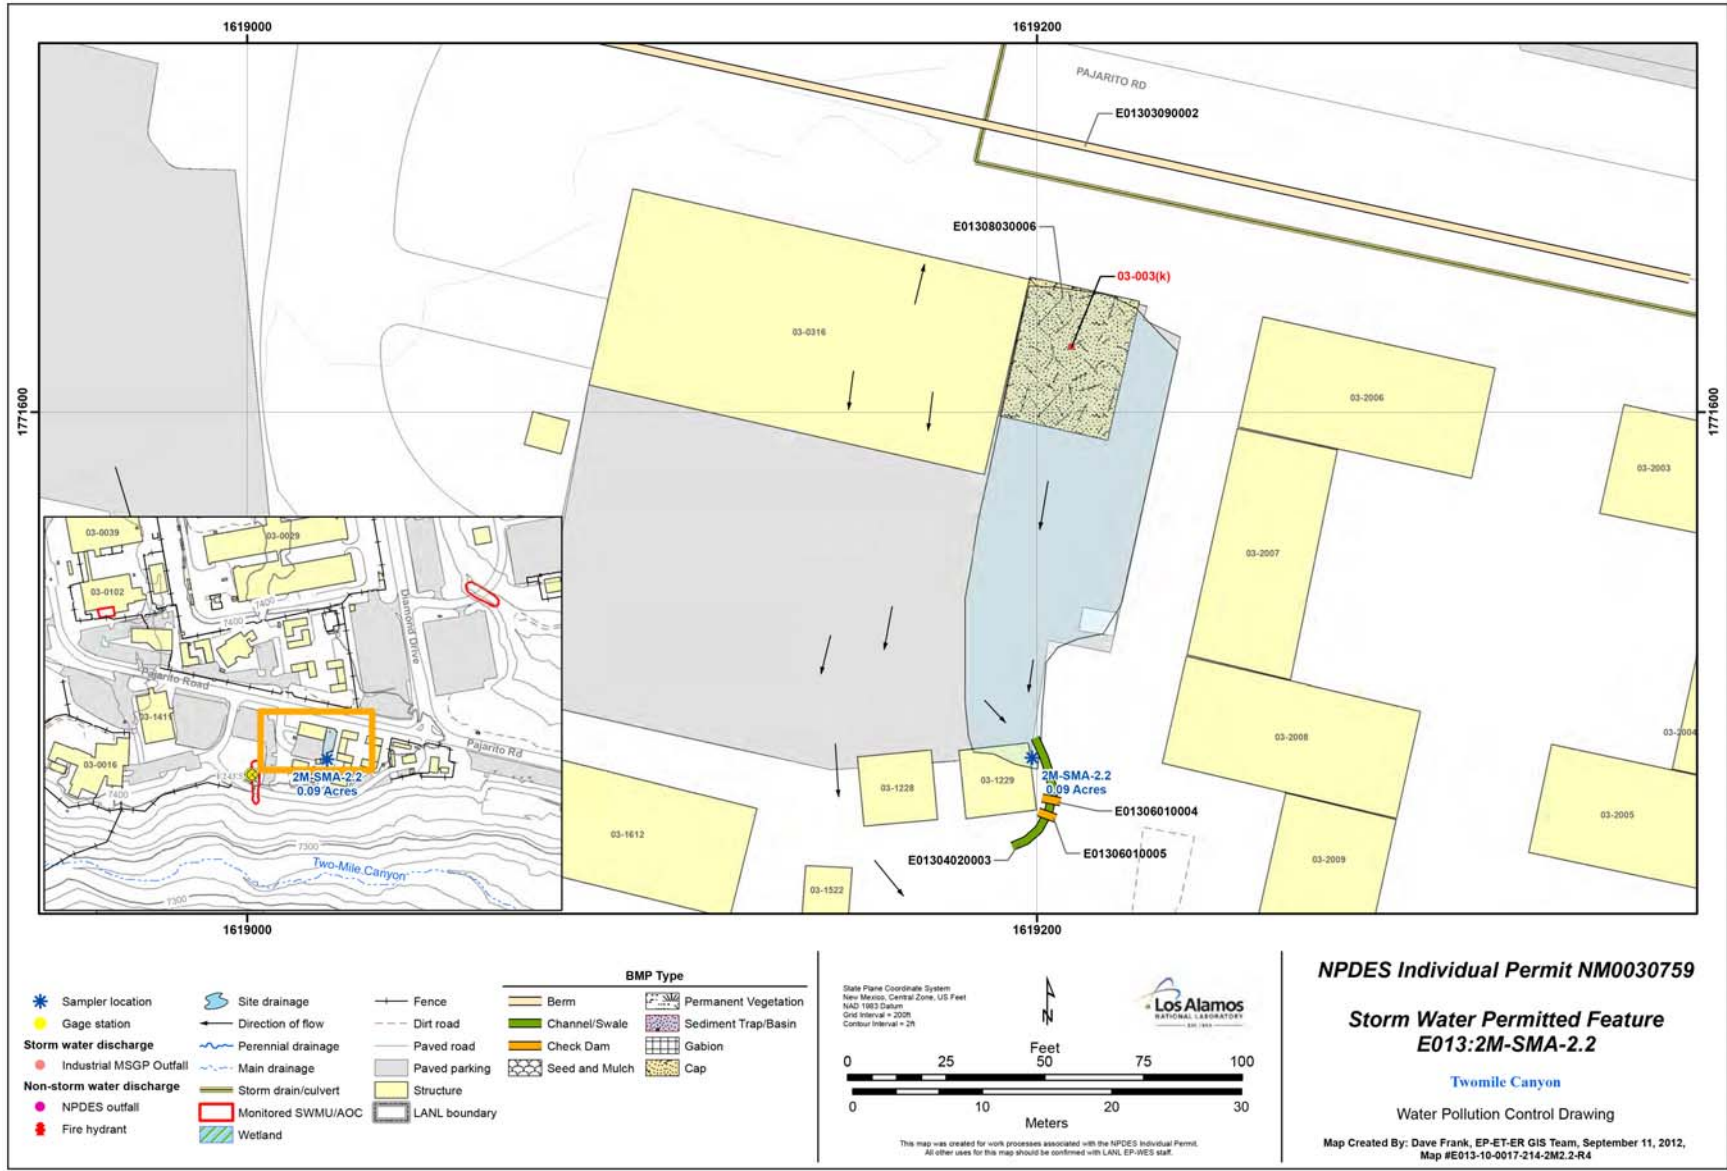 1619000
1619200
PAJARITO RD
E01303090002
E01308030006
03-003(k)
03-0316
1771600
1771600
03-2006
03-2003
03-2007
03-2004
03-2008
03-2005
03-2009
03-1228
03-1229
2M-SMA-2.2
0.09 Acres
E01306010004
E01306010005
E01304020003
03-1612
03-1522
03-0039
03-0029
03-0102
7400
7400
Diamond Drive
Pajarito Road
03-1411
Pajarito Rd
03-0016
2M-SMA-2.2
0.09 Acres
7400
7300
Two-Mile Canyon
7300
1619000
1619200
Sampler location
Gage station
Storm water discharge
Industrial MSGP Outfall
Non-storm water discharge
NPDES outfall
Fire hydrant
Site drainage
Direction of flow
Perennial drainage
Main drainage
Storm drain/culvert
Monitored SWMU/AOC
Wetland
Fence
Dirt road
Paved road
Paved parking
Structure
LANL boundary
BMP Type
Berm
Channel/Swale
Check Dam
Seed and Mulch
Permanent Vegetation
Sediment Trap/Basin
Gabion
Cap
State Plane Coordinate System
New Mexico, Central Zone, US Feet
NAD 1983 Datum
Grid Interval = 200ft
Contour Interval = 2ft
N
Los Alamos
NATIONAL LABORATORY
EST. 1943
Feet
0 25 50 75 100
0 10 20 30
Meters
This map was created for work processes associated with the NPDES Individual Permit.
All other uses for this map should be confirmed with LANL EP-WES staff.
NPDES Individual Permit NM0030759
Storm Water Permitted Feature
E013:2M-SMA-2.2
Twomile Canyon
Water Pollution Control Drawing
Map Created By: Dave Frank, EP-ET-ER GIS Team, September 11, 2012,
Map #E013-10-0017-214-2M2.2-R4